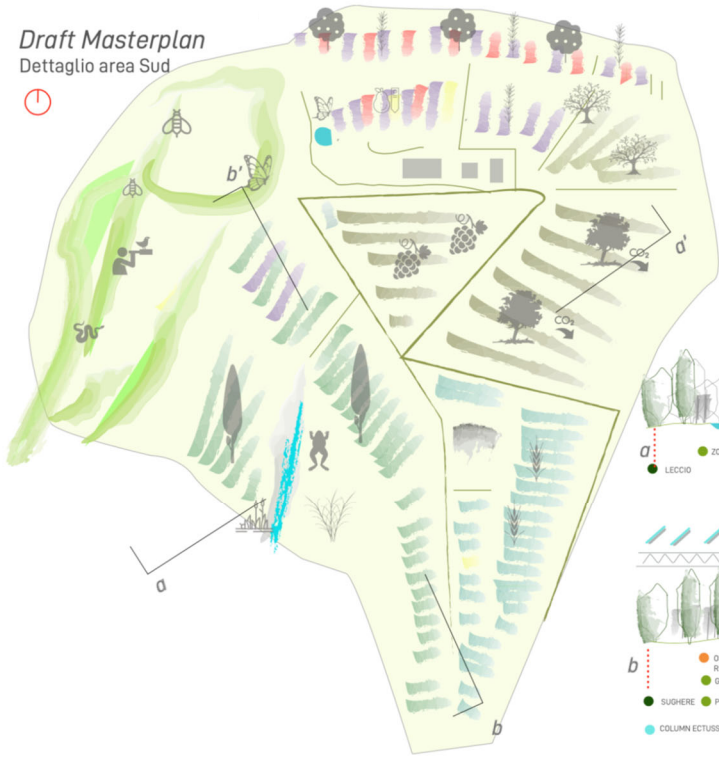 Draft Masterplan
Dettaglio area Sud
b'
a'
CO₂
CO₂
a
LECCIO
a
b
SUGHERE
b
COLUMN ECTUSS